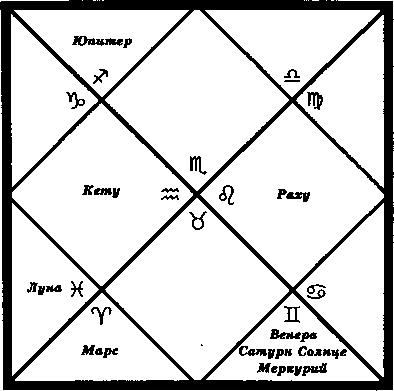 Юпитер
♐ ♎
♑ ♍
♏
Кету ♒ ♌ Раху
♉
Луна ♓ ♋
♈ ♊
Марс
Венера
Сатурн Солнце
Меркурий